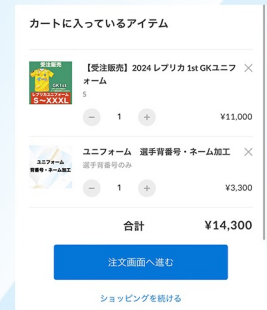 カートに入っているアイテム
受注販売
GK1st
レプリカユニフォーム
S～XXXL
【受注販売】2024 レプリカ 1st GKユニフ
ォーム
S
1
¥11,000
ユニフォーム
背番号・ネーム加工
ユニフォーム 選手背番号・ネーム加工
選手背番号のみ
1
¥3,300
合計
¥14,300
注文画面へ進む
ショッピングを続ける